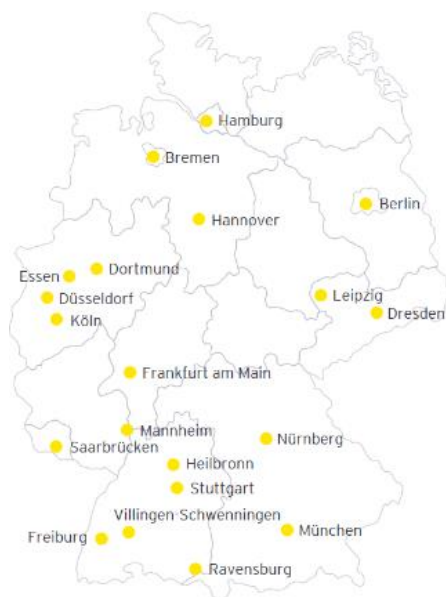 Hamburg
Bremen
Berlin
Hannover
Dortmund
Essen
Düsseldorf
Leipzig
Köln
Dresden
Frankfurt am Main
Mannheim
Nürnberg
Saarbrücken
Heilbronn
Stuttgart
Villingen-Schwenningen
München
Freiburg
Ravensburg